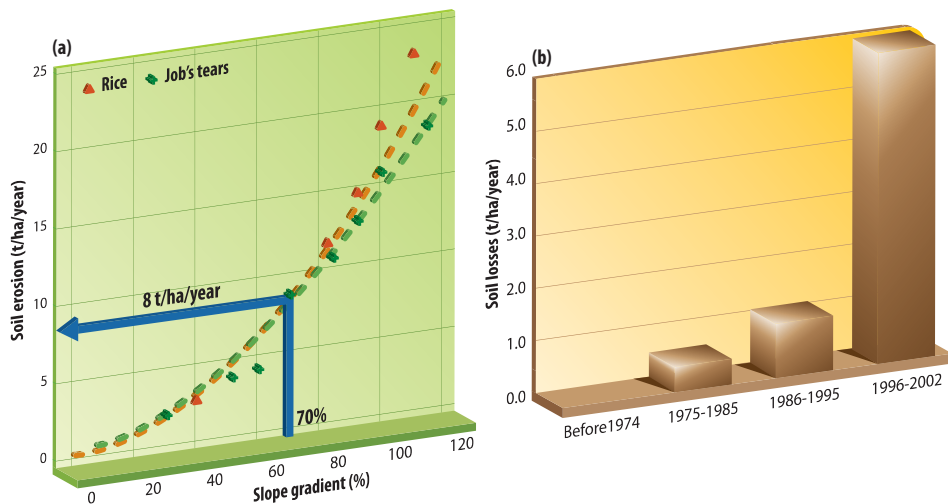 (a)
Rice
Job's tears
25
20
15
10
5
0
Soil erosion (t/ha/year)
8 t/ha/year
70%
0
20
40
60
80
100
120
Slope gradient (%)
(b)
6.0
5.0
4.0
3.0
2.0
1.0
0.0
Soil losses (t/ha/year)
Before 1974
1975-1985
1986-1995
1996-2002